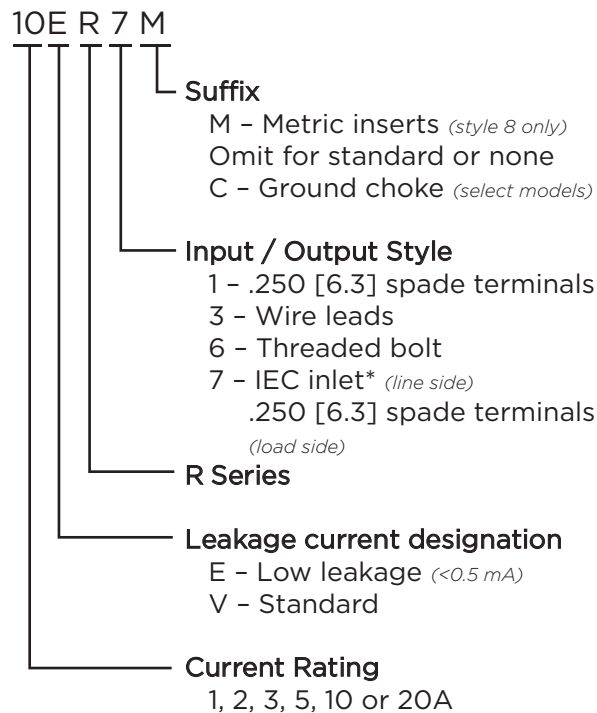 10E R 7 M
Suffix
M – Metric inserts (style 8 only)
Omit for standard or none
C – Ground choke (select models)
Input / Output Style
1 – .250 [6.3] spade terminals
3 – Wire leads
6 – Threaded bolt
7 – IEC inlet* (line side)
.250 [6.3] spade terminals
(load side)
R Series
Leakage current designation
E – Low leakage (<0.5 mA)
V – Standard
Current Rating
1, 2, 3, 5, 10 or 20A